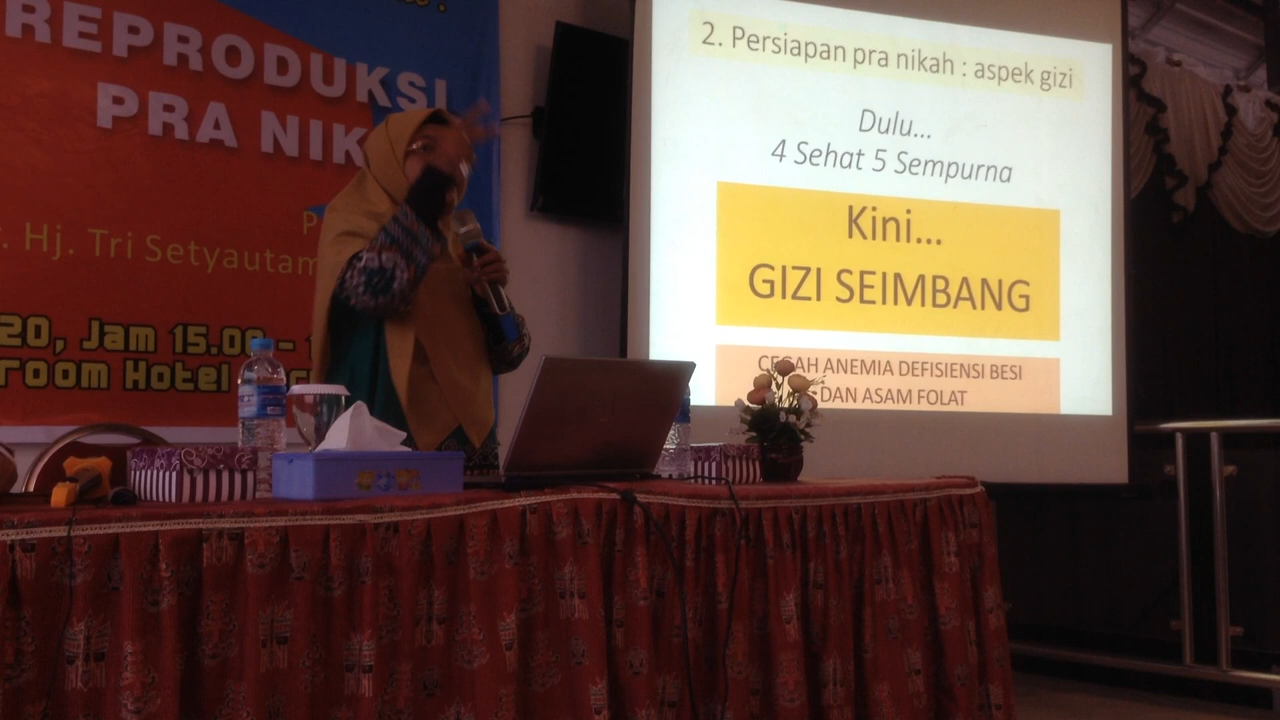 REPRODUKSI
PRA NIK
Hj. Tri Setyautam
20, Jam 15.00 -
room Hotel
2. Persiapan pra nikah : aspek gizi
Dulu...
4 Sehat 5 Sempurna
Kini...
GIZI SEIMBANG
CEGAH ANEMIA DEFISIENSI BESI
DAN ASAM FOLAT